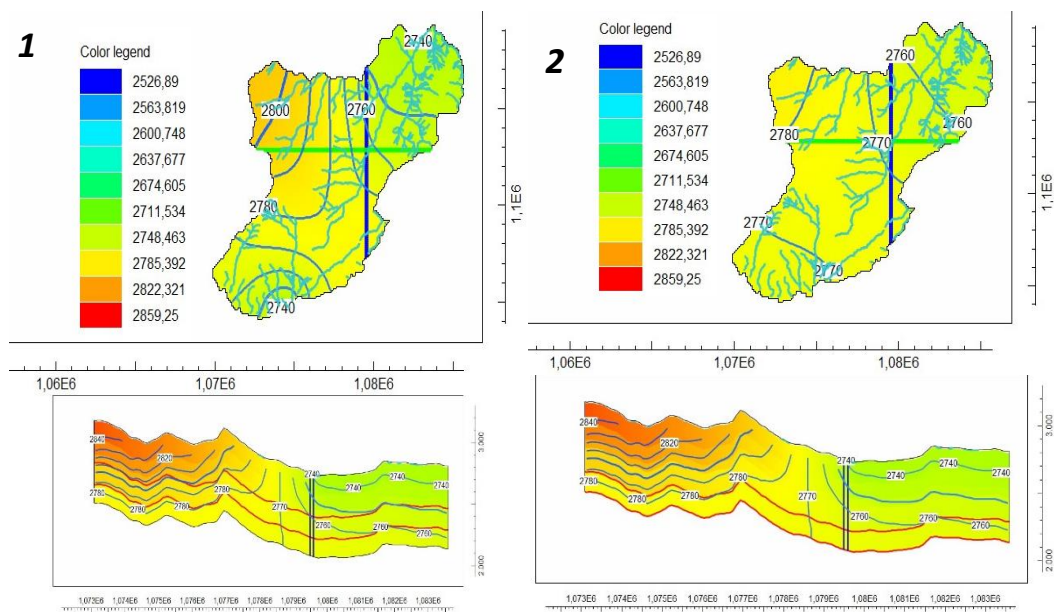 1
Color legend
2526,89
2563,819
2600,748
2637,677
2674,605
2711,534
2748,463
2785,392
2822,321
2859,25
2740
2800
2760
2780
2740
1,1E6
1,06E6
1,07E6
1,08E6
2840
2820
2780
2780
2780
2780
2770
2740
2740
2740
2740
2760
2760
2760
3.000
2.000
1,073E6
1,074E6
1,075E6
1,076E6
1,077E6
1,078E6
1,079E6
1,08E6
1,081E6
1,082E6
1,083E6
2
Color legend
2526,89
2563,819
2600,748
2637,677
2674,605
2711,534
2748,463
2785,392
2822,321
2859,25
2760
2760
2780
2770
2770
2770
1,1E6
1,06E6
1,07E6
1,08E6
2840
2820
2780
2780
2780
2780
2770
2740
2740
2740
2740
2760
2760
2760
3.000
2.000
1,073E6
1,074E6
1,075E6
1,076E6
1,077E6
1,078E6
1,079E6
1,08E6
1,081E6
1,082E6
1,083E6